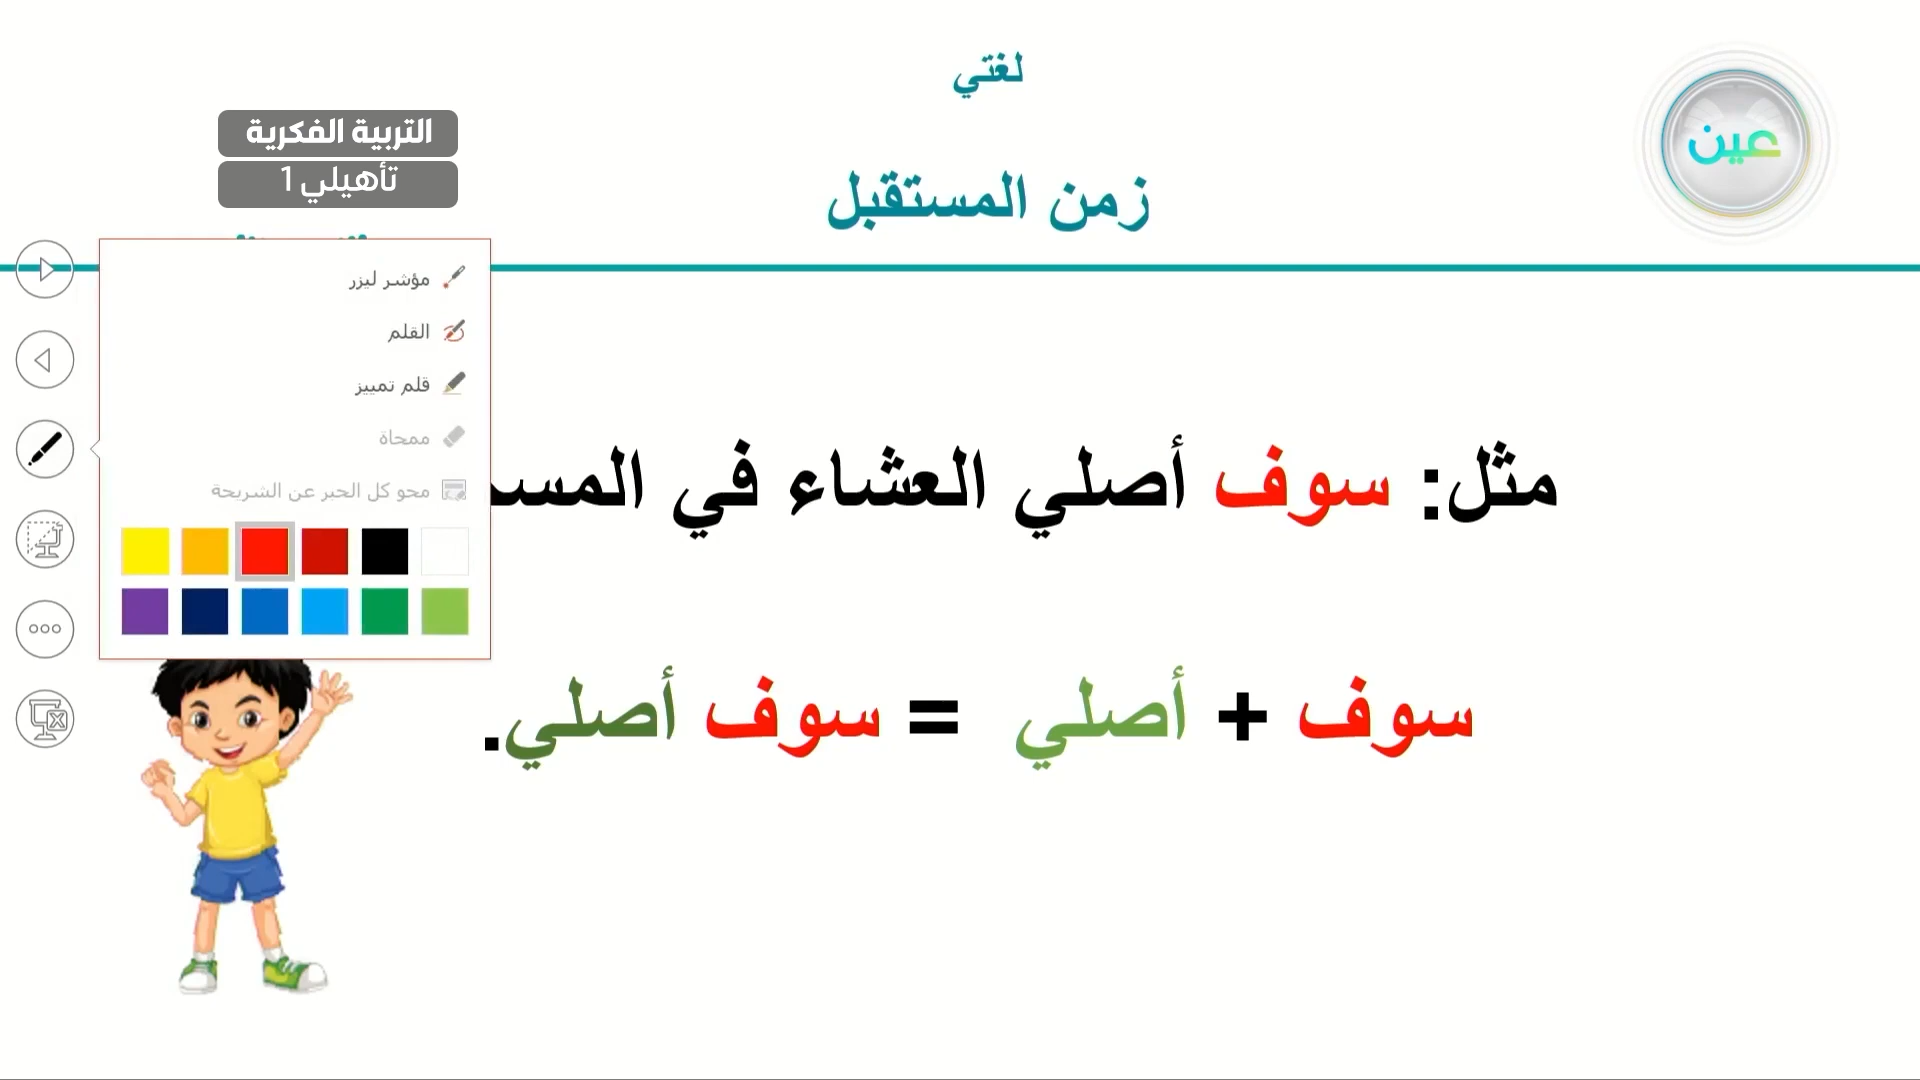 لغتي
عين
التربية الفكرية
تأهيلي 1
زمن المستقبل
مؤشر ليزر
القلم
قلم تمييز
ممحاة
محو كل الحبر عن الشريحة
مثل: سوف أصلي العشاء في
سوف + أصلي = سوف أصلي.